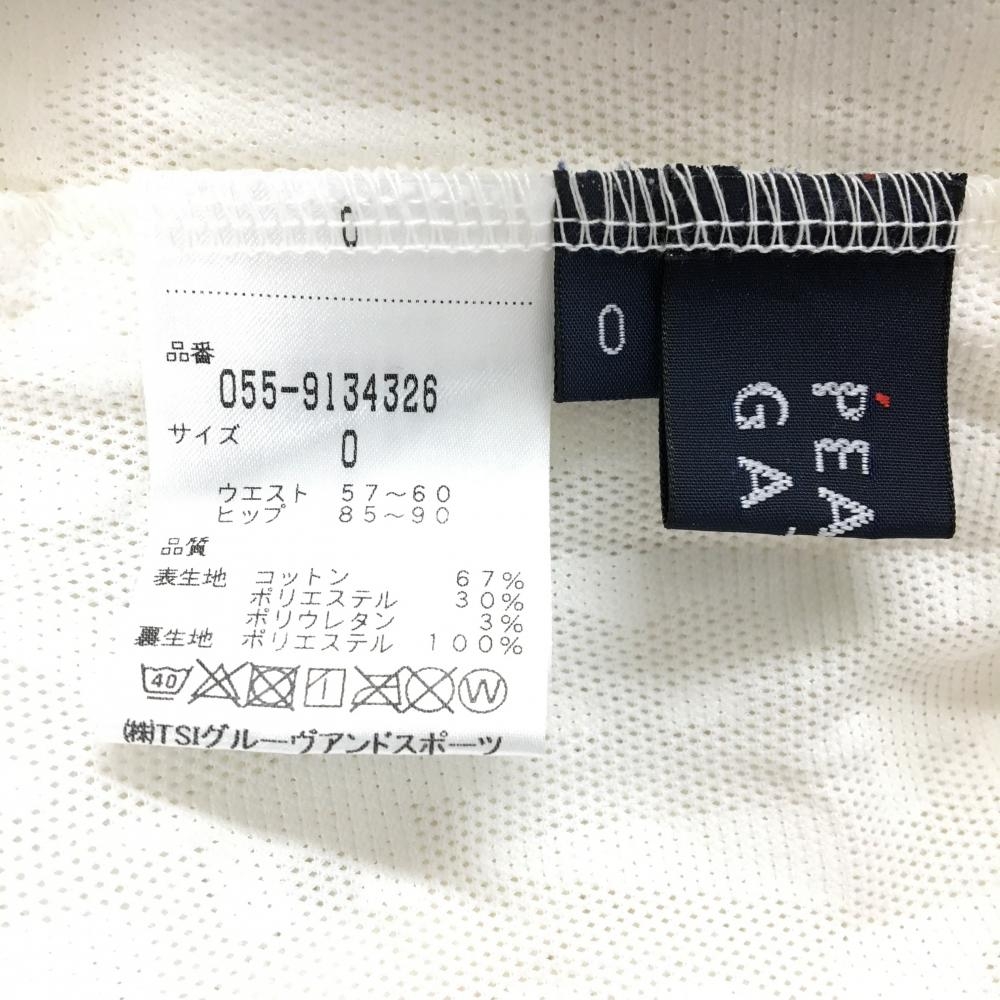 品番
055-9134326
サイズ
0
ウエスト 57～60
ヒップ 85～90
品質
表生地 コットン 67%
ポリエステル 30%
ポリウレタン 3%
裏生地 ポリエステル 100%
40
W
㈱TSIグルーヴアンドスポーツ
0
PEA
GA